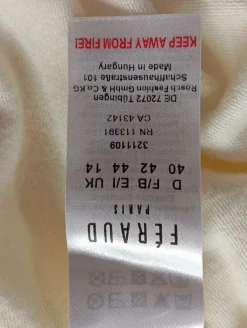 FÉRAUD
PARIS
D F/B/E/I UK
40 42 44 14
3211109
RN 113391
CA 43142
DE 72072 Tübingen
Rosch Fashion GmbH & Co.KG
Schaffhausenstraße 101
Made in Hungary
KEEP AWAY FROM FIRE!